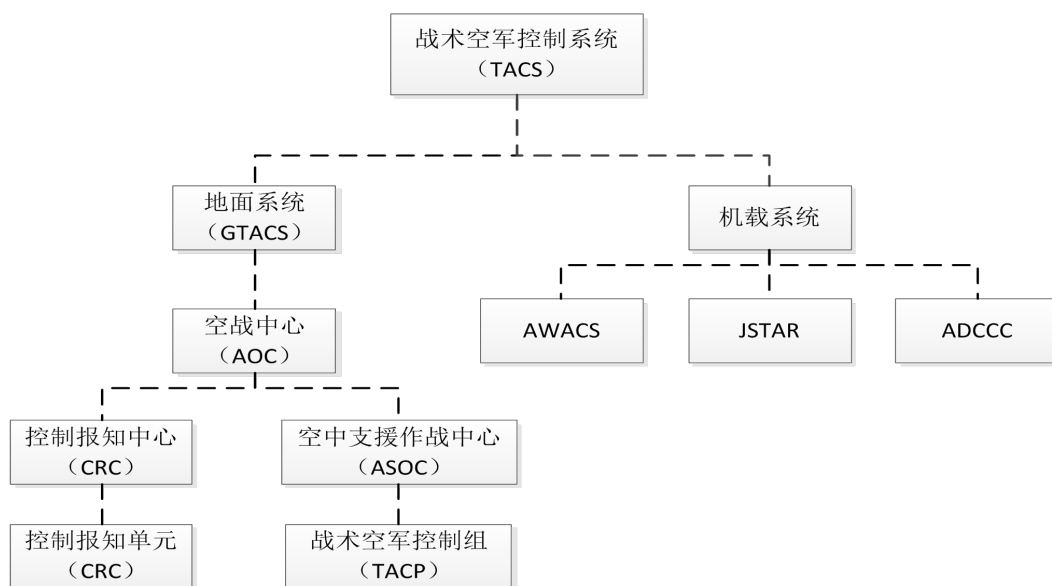 战术空军控制系统
（TACS）
地面系统
（GTACS）
机载系统
空战中心
（AOC）
AWACS
JSTAR
ADCCC
控制报知中心
（CRC）
空中支援作战中心
（ASOC）
控制报知单元
（CRC）
战术空军控制组
（TACP）